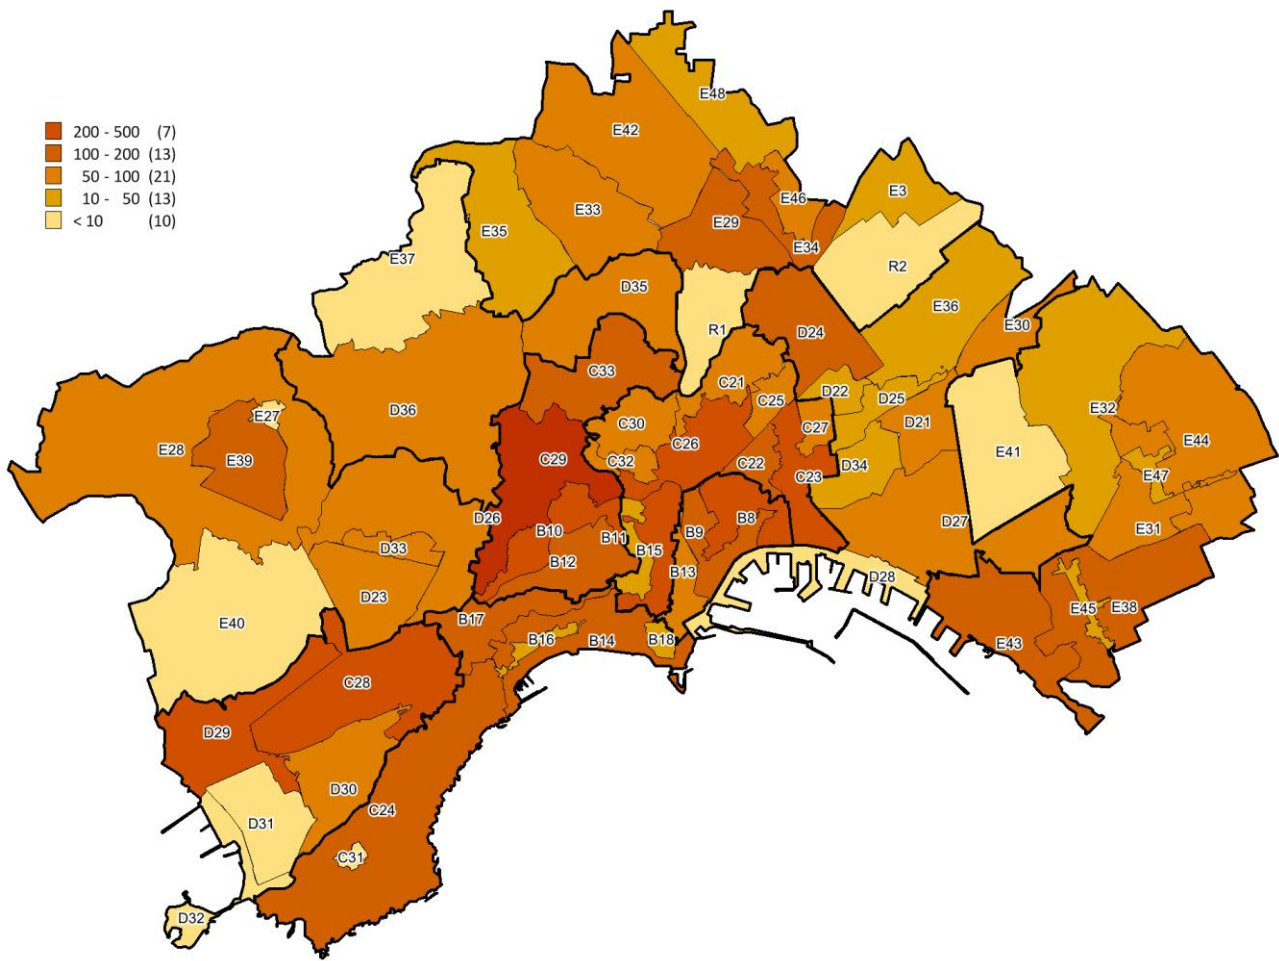 200 - 500 (7)
100 - 200 (13)
50 - 100 (21)
10 - 50 (13)
< 10 (10)
E48
E42
E3
E46
E33
E29
E35
E34
E37
R2
D35
E36
R1
E30
D24
C33
C21
D22
C25
D25
E32
D36
E27
C30
D21
C27
E28
C26
E44
E39
C29
C32
E41
C22
D34
C23
E47
D26
B8
D27
B10
B9
E31
B11
D33
B15
B12
B13
D28
D23
E45
E38
B17
E40
B16
B14
B18
E43
C28
D29
D30
C24
D31
C31
D32